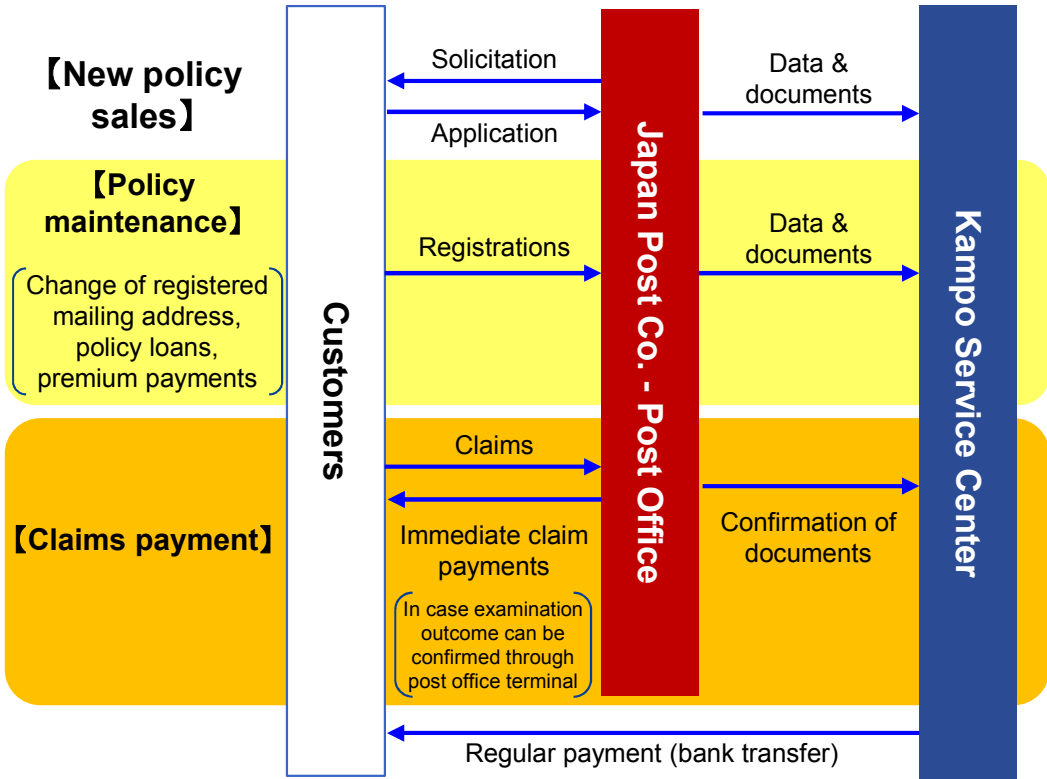 【New policy
sales】
Solicitation
Application
Data &
documents
【Policy
maintenance】
Change of registered
mailing address,
policy loans,
premium payments
Registrations
Data &
documents
Customers
Japan Post Co. - Post Office
Kampo Service Center
【Claims payment】
Claims
Immediate claim
payments
In case examination
outcome can be
confirmed through
post office terminal
Confirmation of
documents
Regular payment (bank transfer)